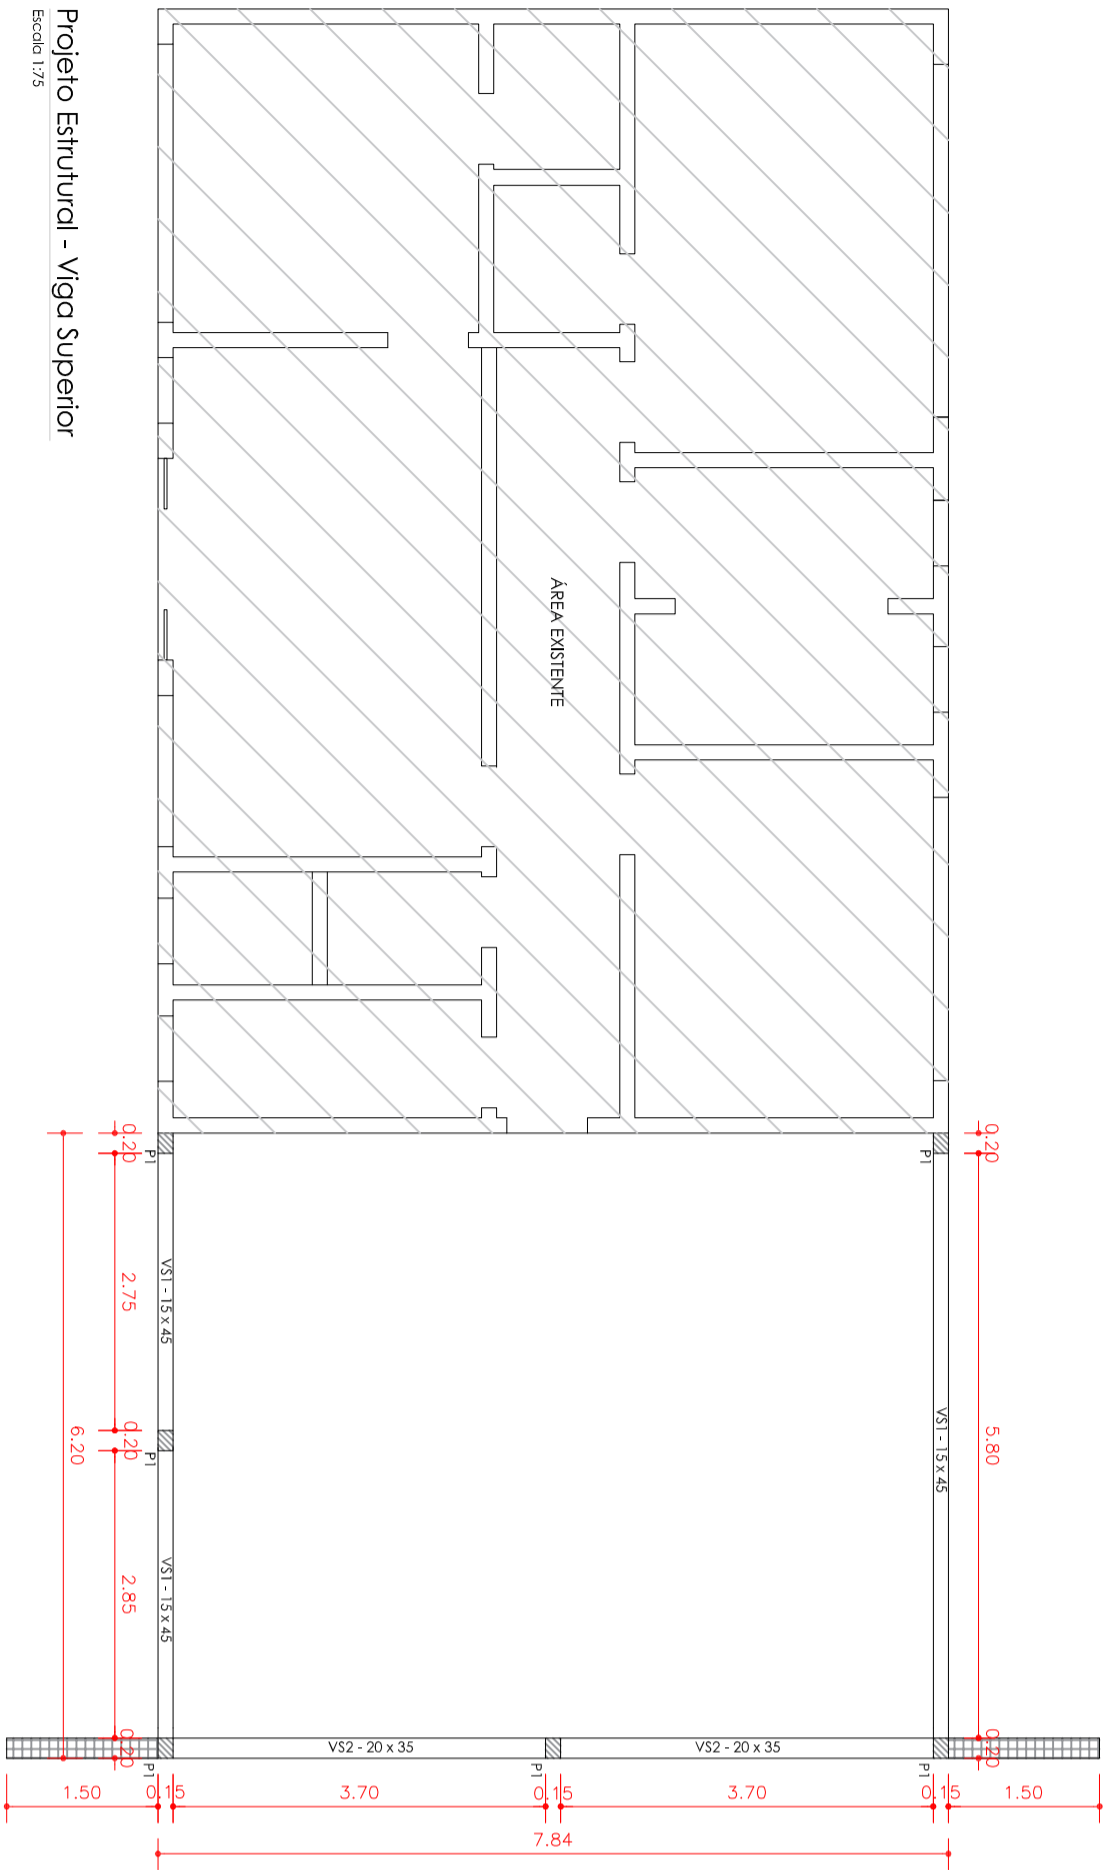 Projeto Estrutural - Viga Superior
Escala 1:75
ÁREA EXISTENTE
0.20
5.80
0.20
P1
VS1 - 15 x 45
P1
0.20
2.75
0.20
2.85
0.20
6.20
P1
VS1 - 15 x 45
P1
VS1 - 15 x 45
P1
VS2 - 20 x 35
P1
VS2 - 20 x 35
1.50
0.15
3.70
0.15
3.70
0.15
1.50
7.84